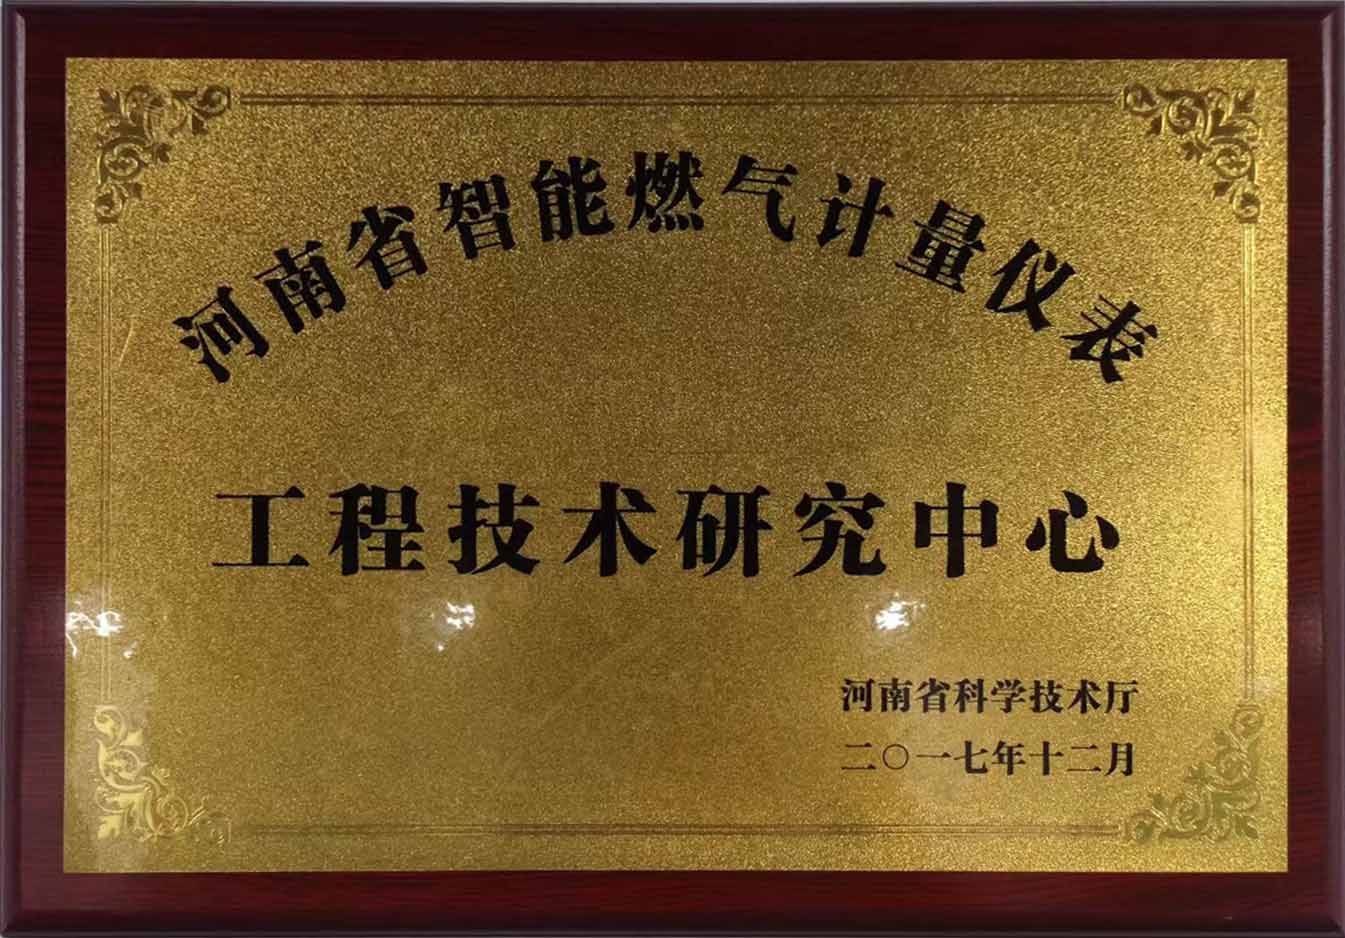 河南省智能燃气计量仪表
工程技术研究中心
河南省科学技术厅
二〇一七年十二月